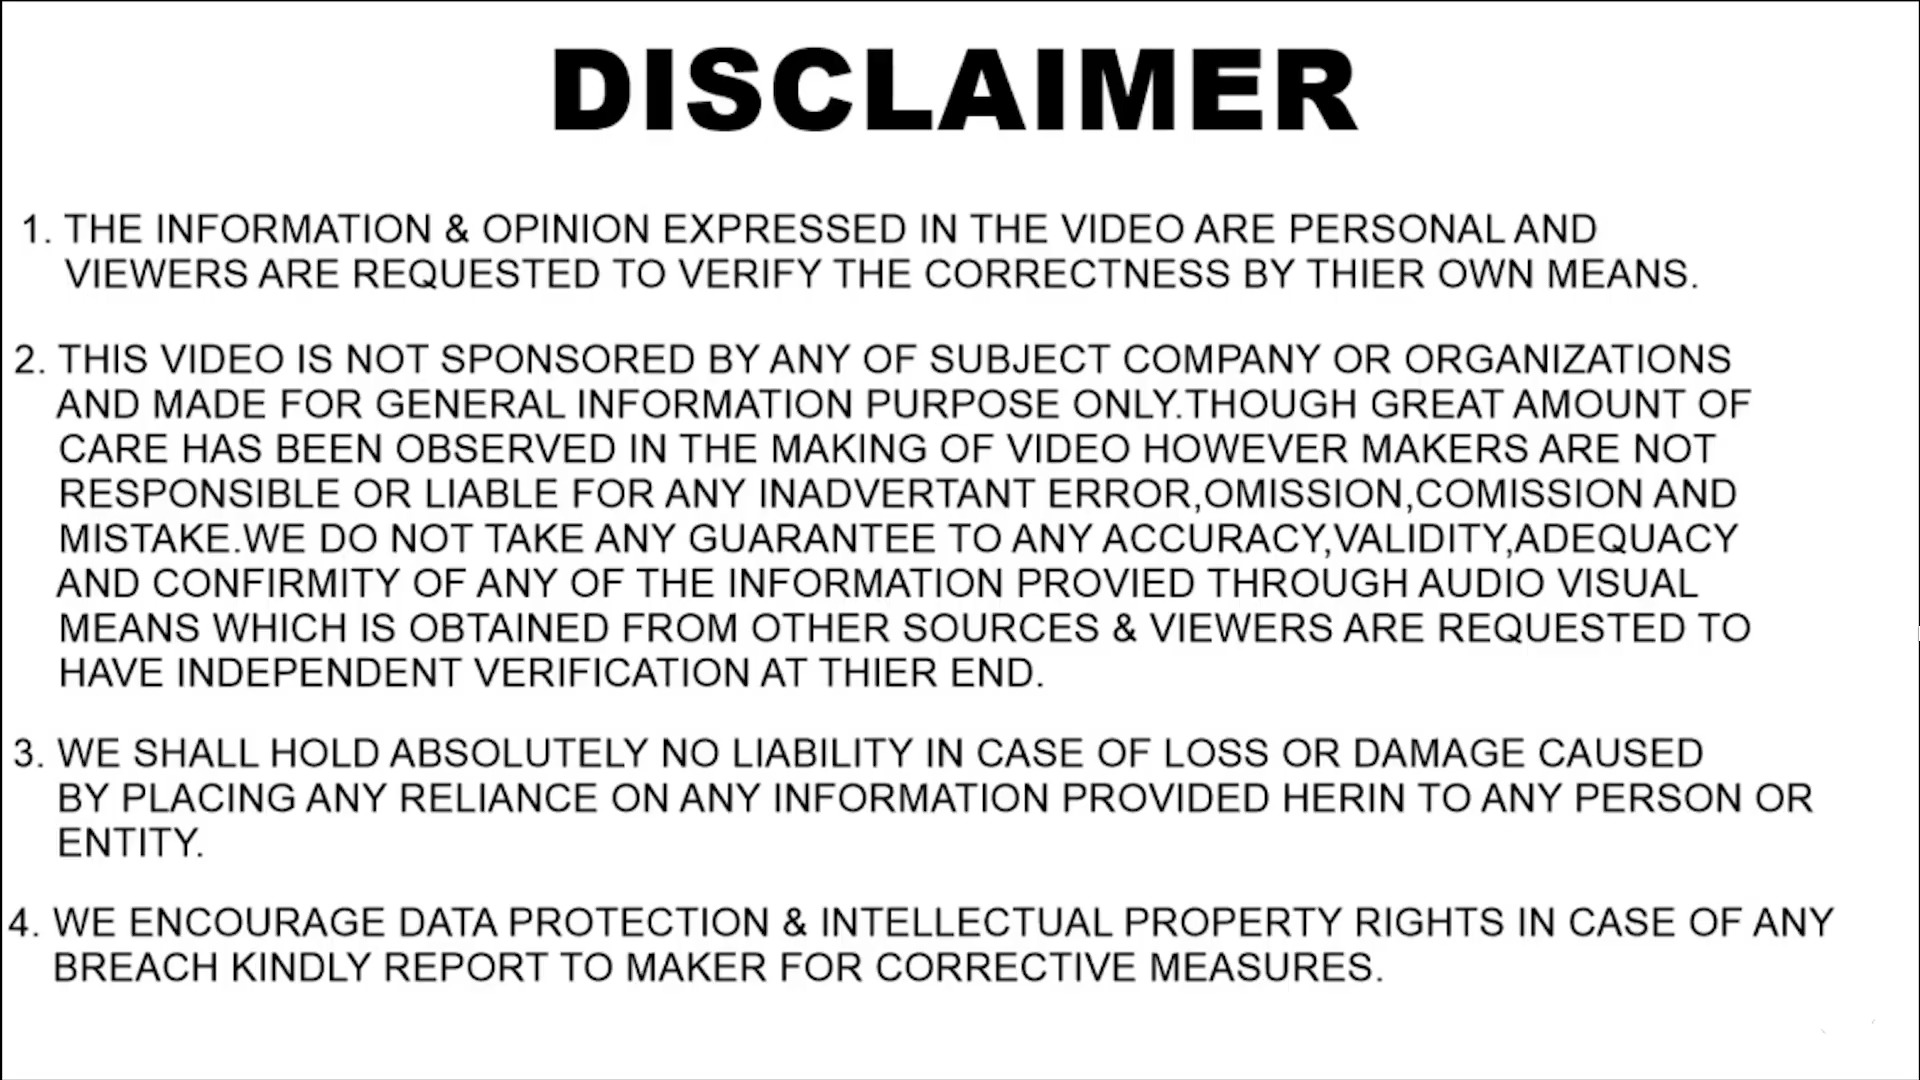 DISCLAIMER
1. THE INFORMATION & OPINION EXPRESSED IN THE VIDEO ARE PERSONAL AND
VIEWERS ARE REQUESTED TO VERIFY THE CORRECTNESS BY THIER OWN MEANS.
2. THIS VIDEO IS NOT SPONSORED BY ANY OF SUBJECT COMPANY OR ORGANIZATIONS
AND MADE FOR GENERAL INFORMATION PURPOSE ONLY.THOUGH GREAT AMOUNT OF
CARE HAS BEEN OBSERVED IN THE MAKING OF VIDEO HOWEVER MAKERS ARE NOT
RESPONSIBLE OR LIABLE FOR ANY INADVERTANT ERROR,OMISSION,COMISSION AND
MISTAKE.WE DO NOT TAKE ANY GUARANTEE TO ANY ACCURACY,VALIDITY,ADEQUACY
AND CONFIRMITY OF ANY OF THE INFORMATION PROVIED THROUGH AUDIO VISUAL
MEANS WHICH IS OBTAINED FROM OTHER SOURCES & VIEWERS ARE REQUESTED TO
HAVE INDEPENDENT VERIFICATION AT THIER END.
3. WE SHALL HOLD ABSOLUTELY NO LIABILITY IN CASE OF LOSS OR DAMAGE CAUSED
BY PLACING ANY RELIANCE ON ANY INFORMATION PROVIDED HERIN TO ANY PERSON OR
ENTITY.
4. WE ENCOURAGE DATA PROTECTION & INTELLECTUAL PROPERTY RIGHTS IN CASE OF ANY
BREACH KINDLY REPORT TO MAKER FOR CORRECTIVE MEASURES.